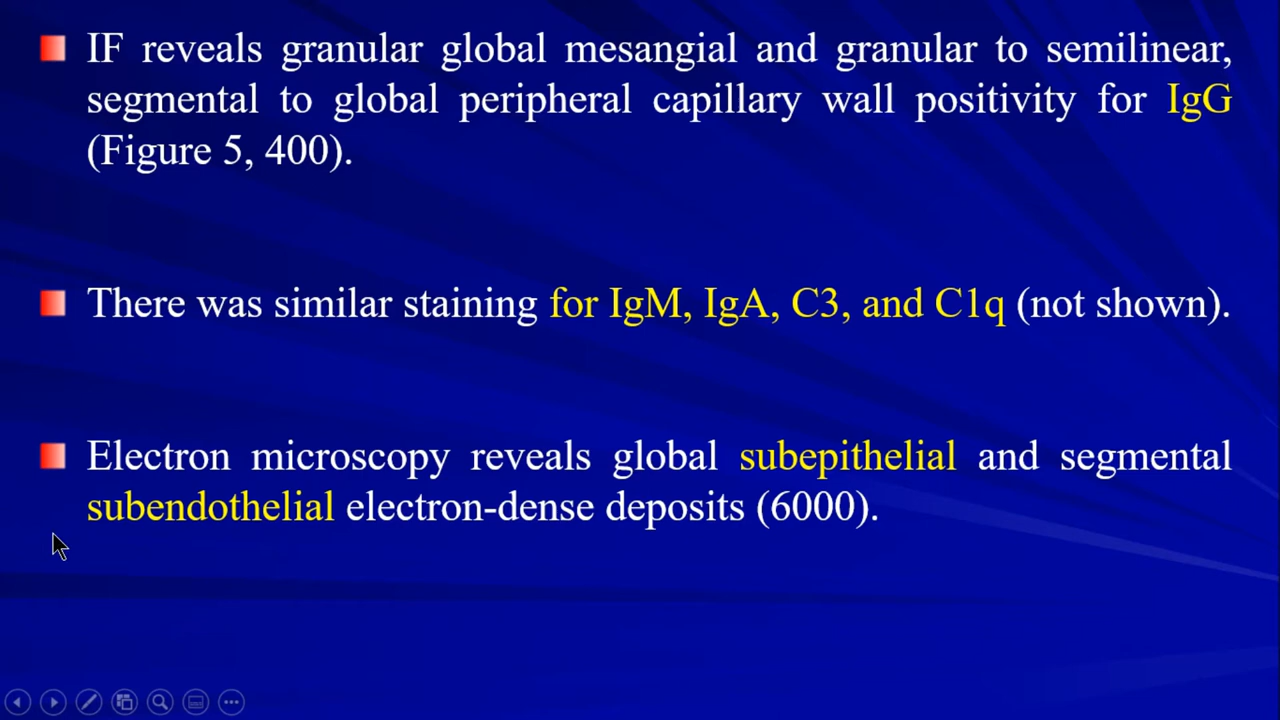 IF reveals granular global mesangial and granular to semilinear,
segmental to global peripheral capillary wall positivity for IgG
(Figure 5, 400).
There was similar staining for IgM, IgA, C3, and C1q (not shown).
Electron microscopy reveals global subepithelial and segmental
subendothelial electron-dense deposits (6000).